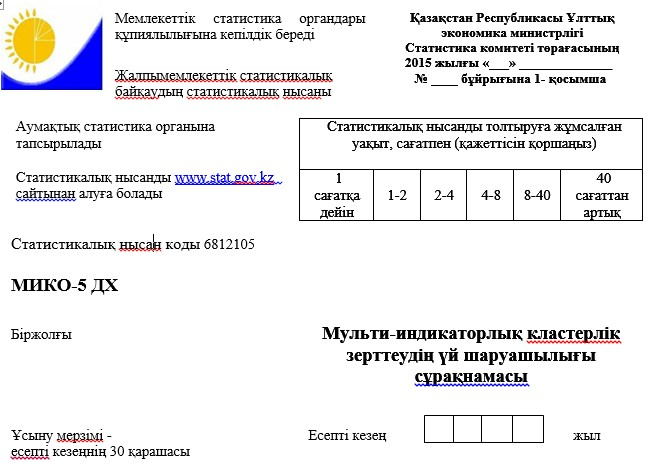 Мемлекеттік статистика органдары
құпиялылығына кепілдік береді
Жалпымемлекеттік статистикалық
байқаудың статистикалық нысаны
Қазақстан Республикасы Ұлттық
экономика министрлігі
Статистика комитеті төрағасының
2015 жылғы «___» ________________
№ ____ бұйрығына 1- қосымша
Аумақтық статистика органына
тапсырылады
Статистикалық нысанды www.stat.gov.kz
сайтынан алуға болады
Статистикалық нысанды толтыруға жұмсалған
уақыт, сағатпен (қажеттісін қоршаңыз)
1
сағатқа
дейін
1-2
2-4
4-8
8-40
40
сағаттан
артық
Статистикалық нысан коды 6812105
МИКО-5 ДХ
Біржолғы
Мульти-индикаторлық кластерлік
зерттеудің үй шаруашылығы
сұрақнамасы
Ұсыну мерзімі -
есепті кезеңнің 30 қарашасы
Есепті кезең
жыл